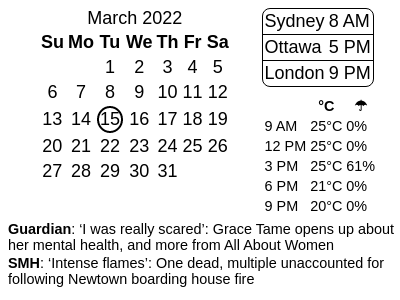 March 2022
Su Mo Tu We Th Fr Sa
1 2 3 4 5
6 7 8 9 10 11 12
13 14 15 16 17 18 19
20 21 22 23 24 25 26
27 28 29 30 31
Sydney 8 AM
Ottawa 5 PM
London 9 PM
°C ☂
9 AM 25°C 0%
12 PM 25°C 0%
3 PM 25°C 61%
6 PM 21°C 0%
9 PM 20°C 0%
Guardian: ‘I was really scared’: Grace Tame opens up about
her mental health, and more from All About Women
SMH: ‘Intense flames’: One dead, multiple unaccounted for
following Newtown boarding house fire